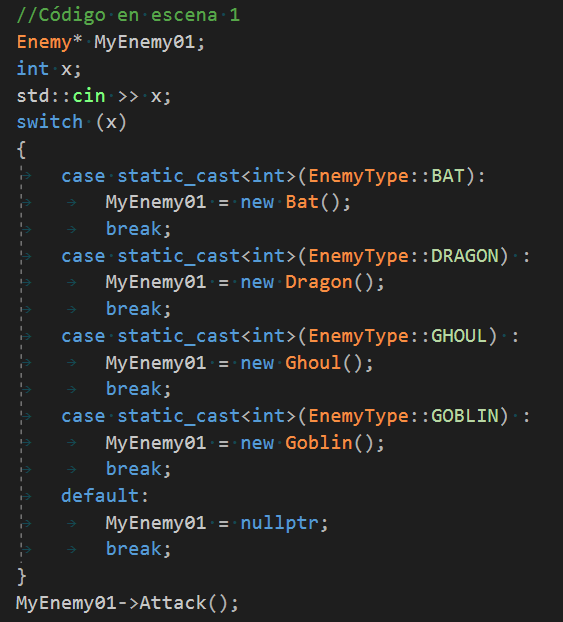 //Código en escena 1
Enemy* MyEnemy01;
int x;
std::cin >> x;
switch (x)
{
case static_cast<int>(EnemyType::BAT):
MyEnemy01 = new Bat();
break;
case static_cast<int>(EnemyType::DRAGON) :
MyEnemy01 = new Dragon();
break;
case static_cast<int>(EnemyType::GHOUL) :
MyEnemy01 = new Ghoul();
break;
case static_cast<int>(EnemyType::GOBLIN) :
MyEnemy01 = new Goblin();
break;
default:
MyEnemy01 = nullptr;
break;
}
MyEnemy01->Attack();